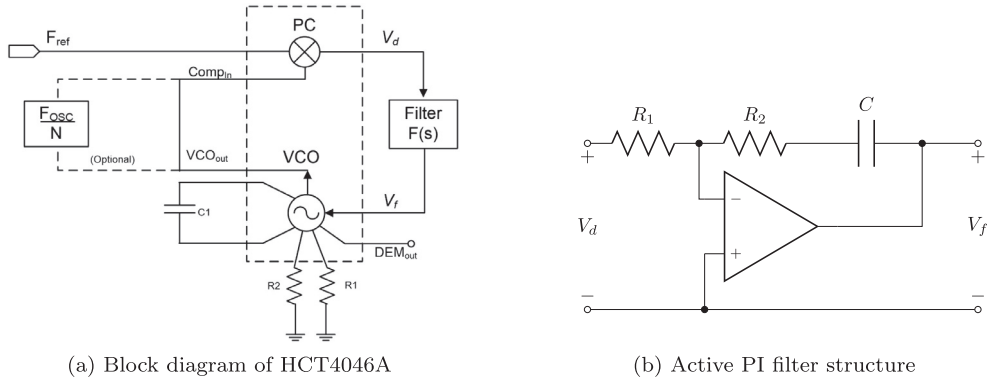 PC
F_ref
V_d
Comp_In
F_OSC
N
Filter
F(s)
(Optional)
VCO_out
VCO
V_f
C1
DEM_out
R2
R1
(a) Block diagram of HCT4046A
R_1
R_2
C
+
+
−
V_d
V_f
+
−
−
(b) Active PI filter structure